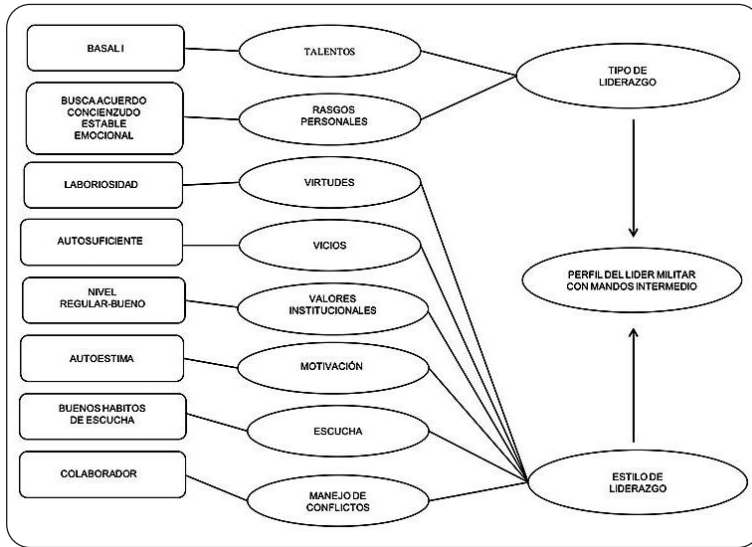 BASAL I
BUSCA ACUERDO
CONCIENZUDO
ESTABLE
EMOCIONAL
LABORIOSIDAD
AUTOSUFICIENTE
NIVEL
REGULAR-BUENO
AUTOESTIMA
BUENOS HABITOS
DE ESCUCHA
COLABORADOR
TALENTOS
RASGOS
PERSONALES
VIRTUDES
VICIOS
VALORES
INSTITUCIONALES
MOTIVACIÓN
ESCUCHA
MANEJO DE
CONFLICTOS
TIPO DE
LIDERAZGO
PERFIL DEL LIDER MILITAR
CON MANDOS INTERMEDIO
ESTILO DE
LIDERAZGO